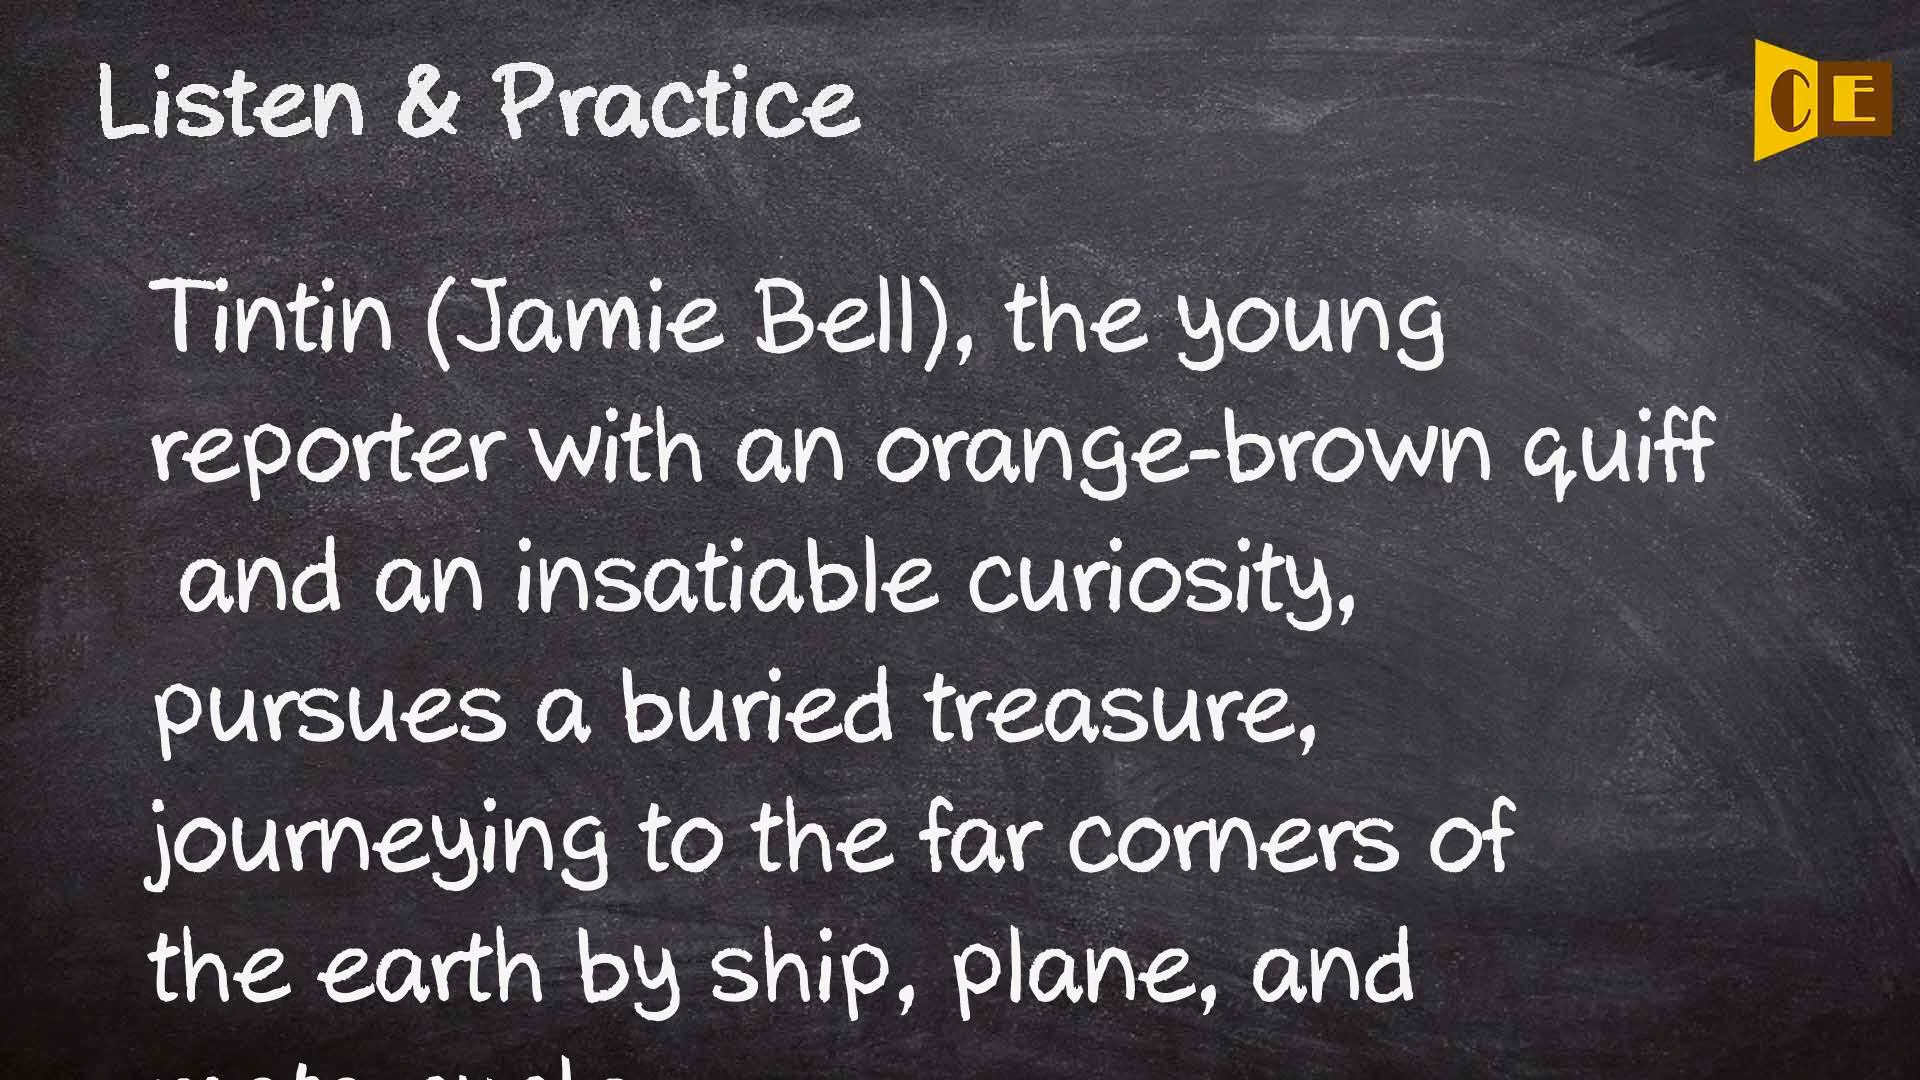 Listen & Practice
CE
Tintin (Jamie Bell), the young
reporter with an orange-brown quiff
and an insatiable curiosity,
pursues a buried treasure,
journeying to the far corners of
the earth by ship, plane, and